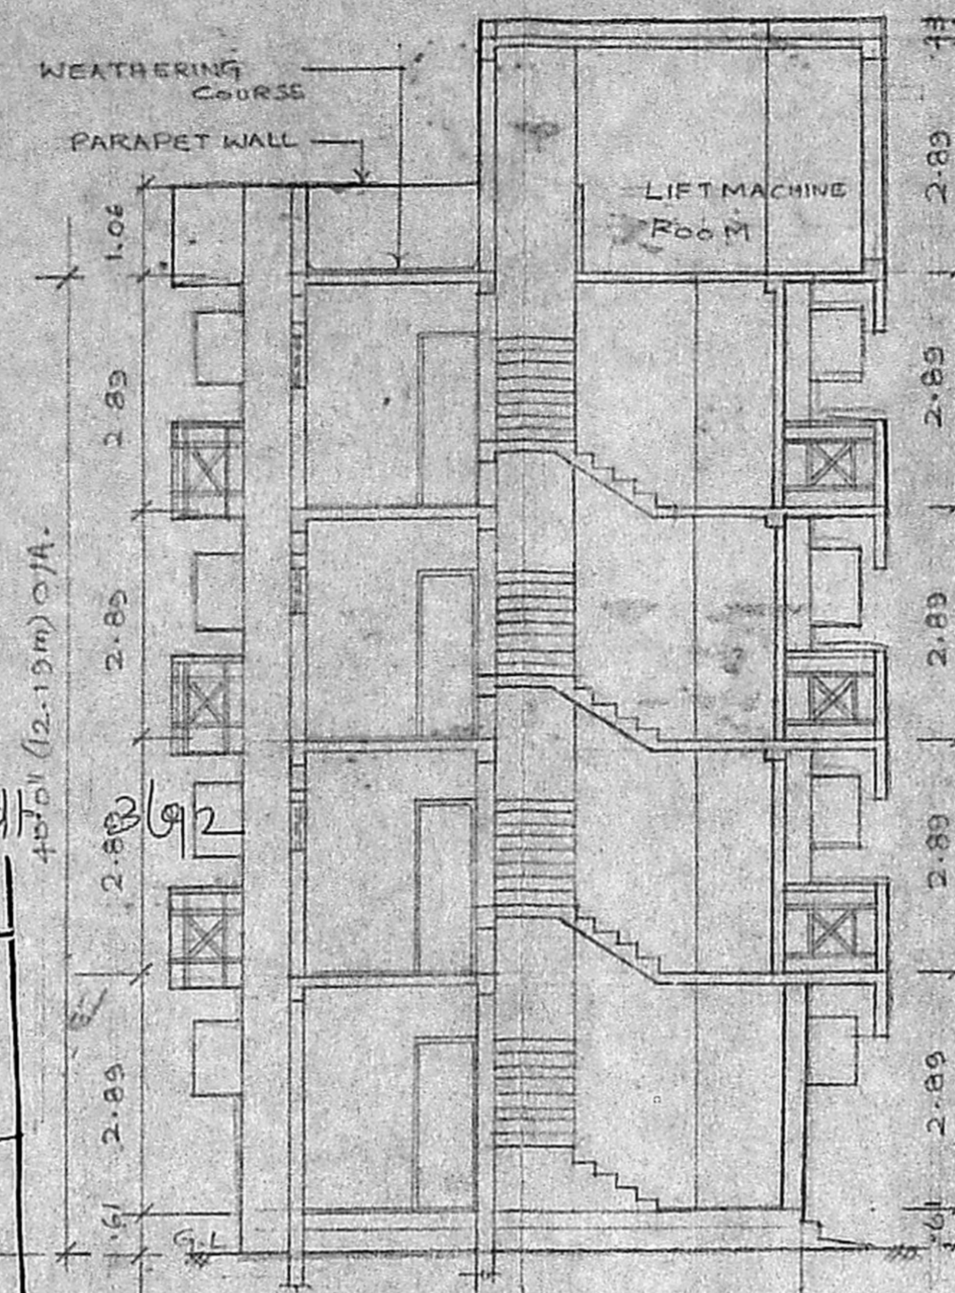 WEATHERING
COURSE
PARAPET WALL
LIFT MACHINE
ROOM
1.06
2.89
2.89
2.89
2.89
.61
40'0" (12.19m) O/A.
G.L
2.89
2.89
2.89
2.89
2.89
.61